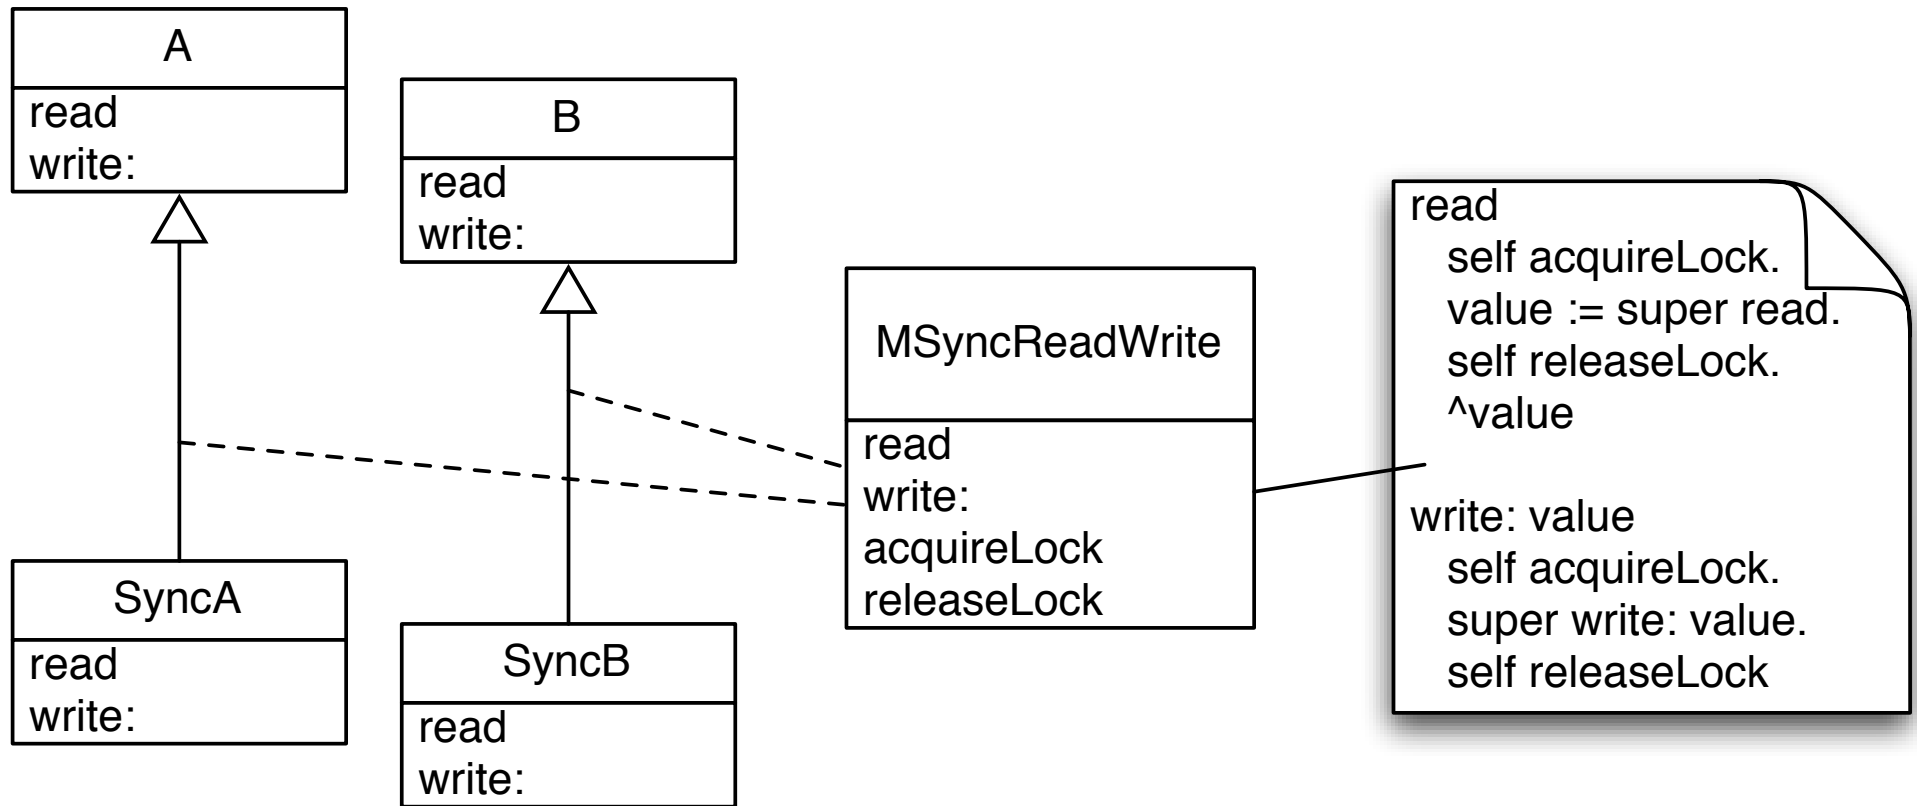 A
read
write:
B
read
write:
SyncA
read
write:
SyncB
read
write:
MSyncReadWrite
read
write:
acquireLock
releaseLock
read
self acquireLock.
value := super read.
self releaseLock.
^value
write: value
self acquireLock.
super write: value.
self releaseLock